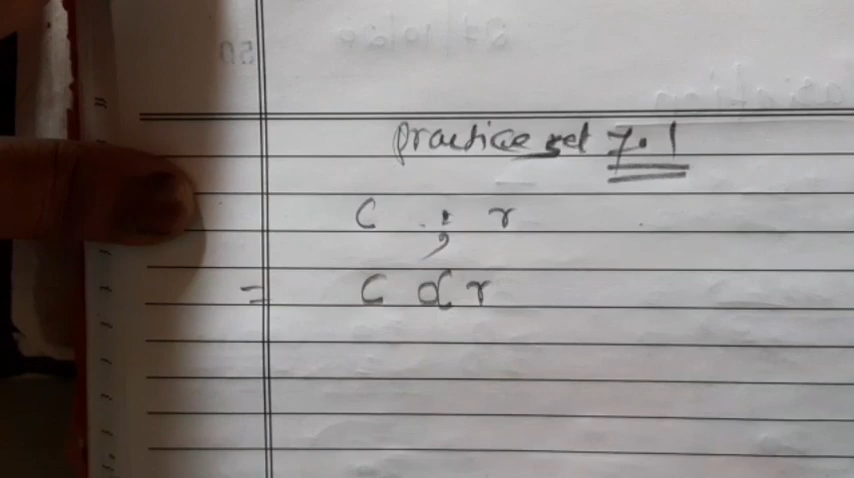 practice set 7.1
C ; r
= C ∝ r